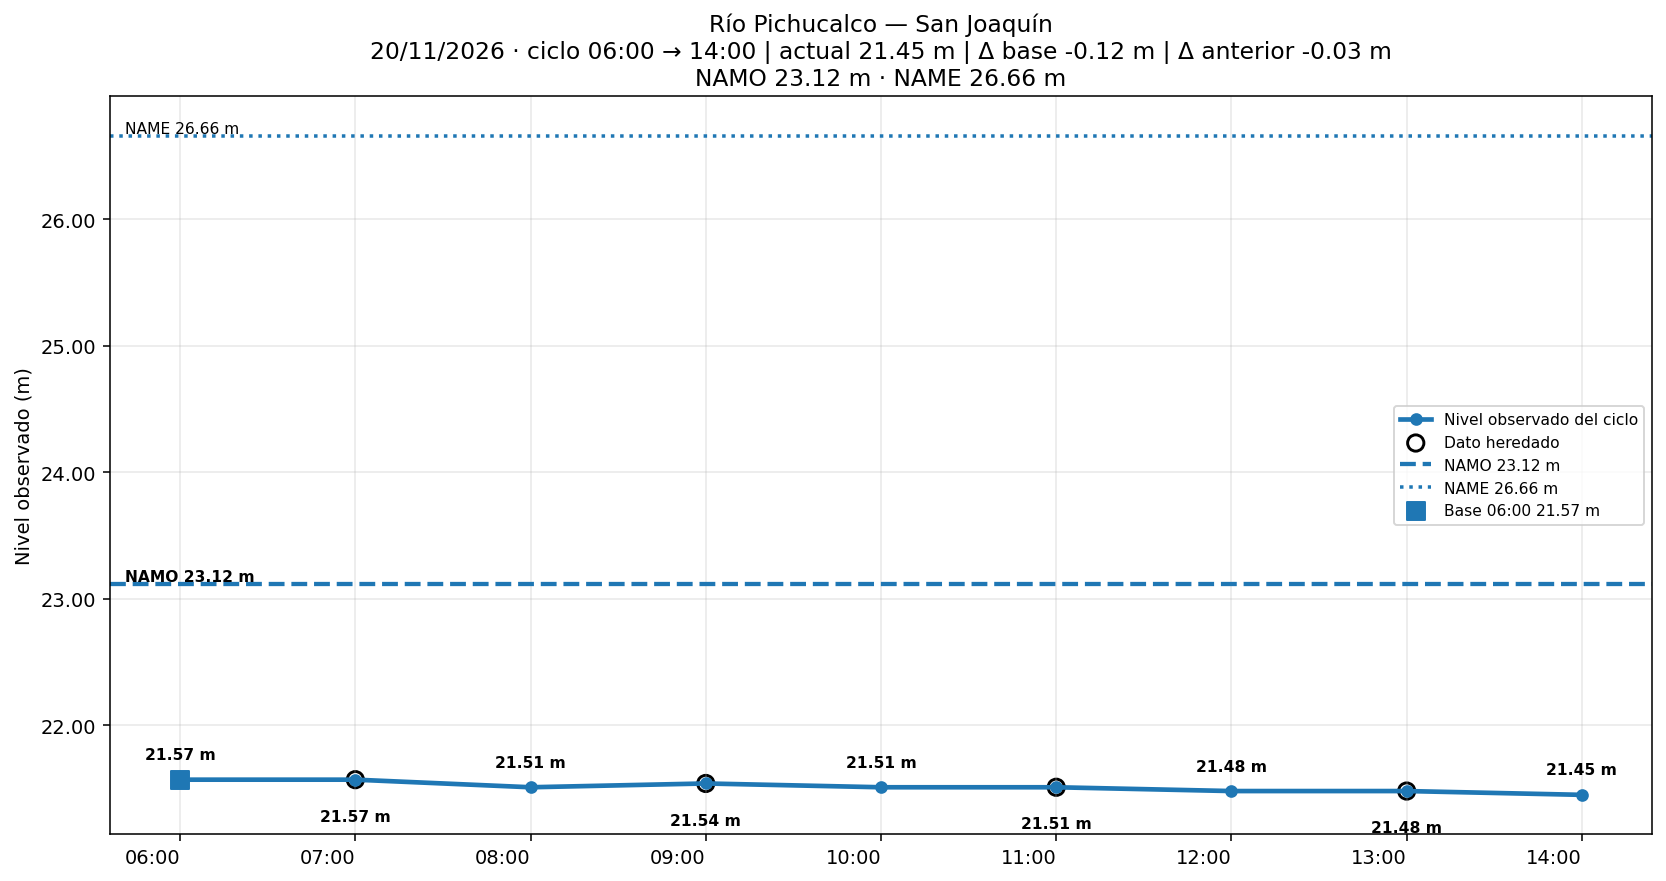 Río Pichucalco — San Joaquín
20/11/2026 · ciclo 06:00 → 14:00 | actual 21.45 m | Δ base -0.12 m | Δ anterior -0.03 m
NAMO 23.12 m · NAME 26.66 m
NAME 26.66 m
26.00
25.00
24.00
23.00
22.00
Nivel observado (m)
Nivel observado del ciclo
Dato heredado
NAMO 23.12 m
NAME 26.66 m
Base 06:00 21.57 m
NAMO 23.12 m
21.57 m
21.57 m
21.51 m
21.54 m
21.51 m
21.51 m
21.48 m
21.48 m
21.45 m
06:00
07:00
08:00
09:00
10:00
11:00
12:00
13:00
14:00